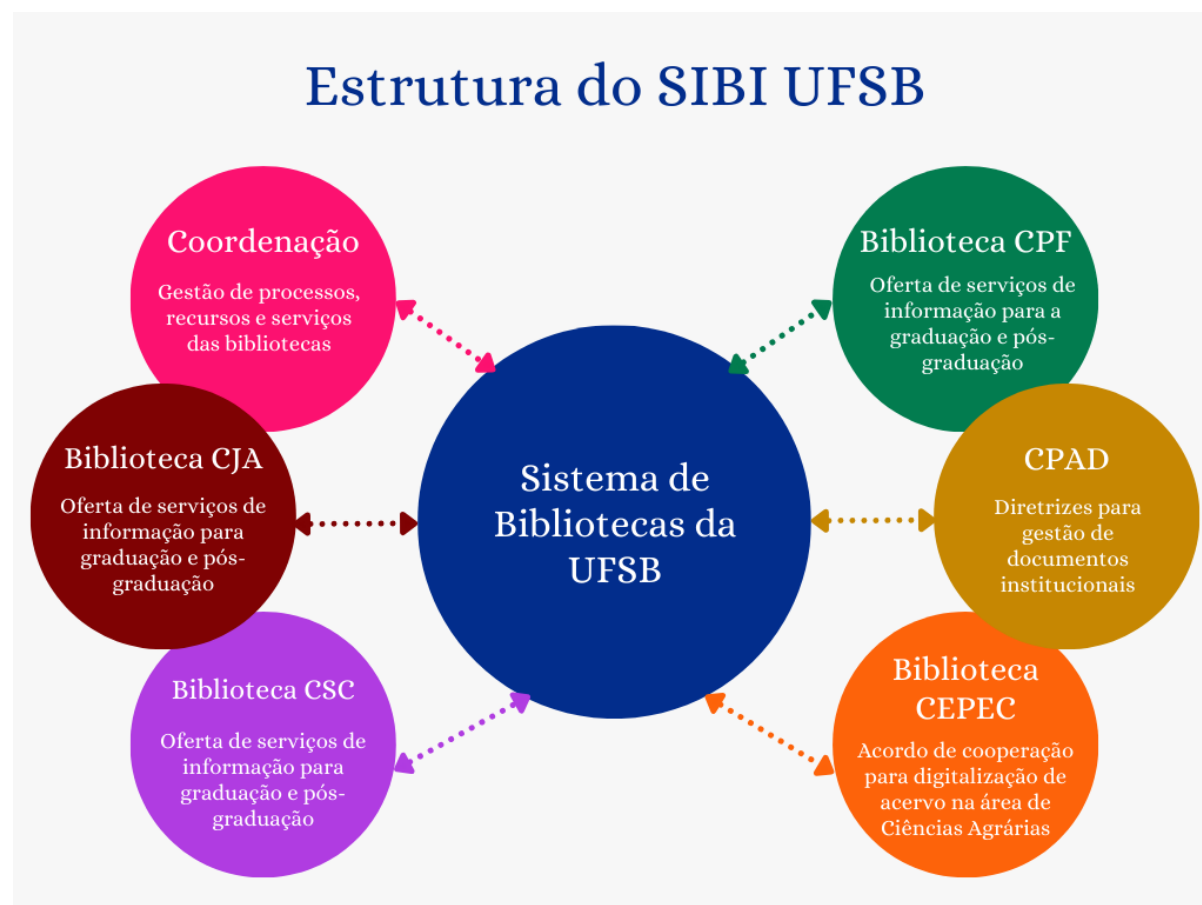 Estrutura do SIBI UFSB
Coordenação
Gestão de processos,
recursos e serviços
das bibliotecas
Biblioteca CJA
Oferta de serviços de
informação para
graduação e pós-
graduação
Biblioteca CSC
Oferta de serviços de
informação para
graduação e pós-
graduação
Sistema de
Bibliotecas da
UFSB
Biblioteca CPF
Oferta de serviços de
informação para a
graduação e pós-
graduação
CPAD
Diretrizes para
gestão de
documentos
institucionais
Biblioteca
CEPEC
Acordo de cooperação
para digitalização de
acervo na área de
Ciências Agrárias